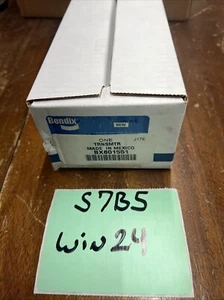 Bendix
NEW
ONE
TRNSMTR
MADE IN MEXICO
BX801551
S7B5
Win24